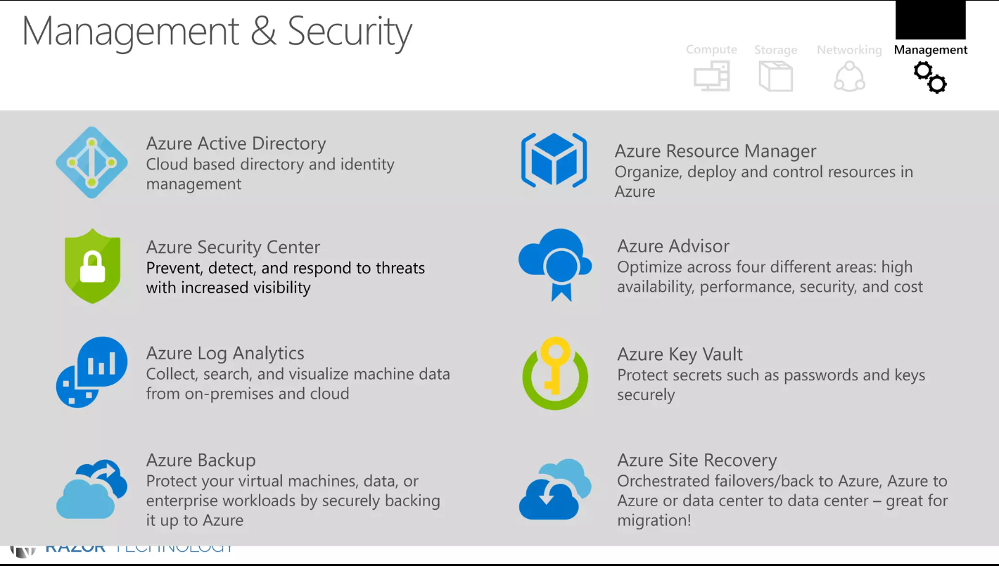 Management & Security
Compute
Storage
Networking
Management
Azure Active Directory
Cloud based directory and identity
management
Azure Resource Manager
Organize, deploy and control resources in
Azure
Azure Security Center
Prevent, detect, and respond to threats
with increased visibility
Azure Advisor
Optimize across four different areas: high
availability, performance, security, and cost
Azure Log Analytics
Collect, search, and visualize machine data
from on-premises and cloud
Azure Key Vault
Protect secrets such as passwords and keys
securely
Azure Backup
Protect your virtual machines, data, or
enterprise workloads by securely backing
it up to Azure
Azure Site Recovery
Orchestrated failovers/back to Azure, Azure to
Azure or data center to data center – great for
migration!
RAZOR TECHNOLOGY